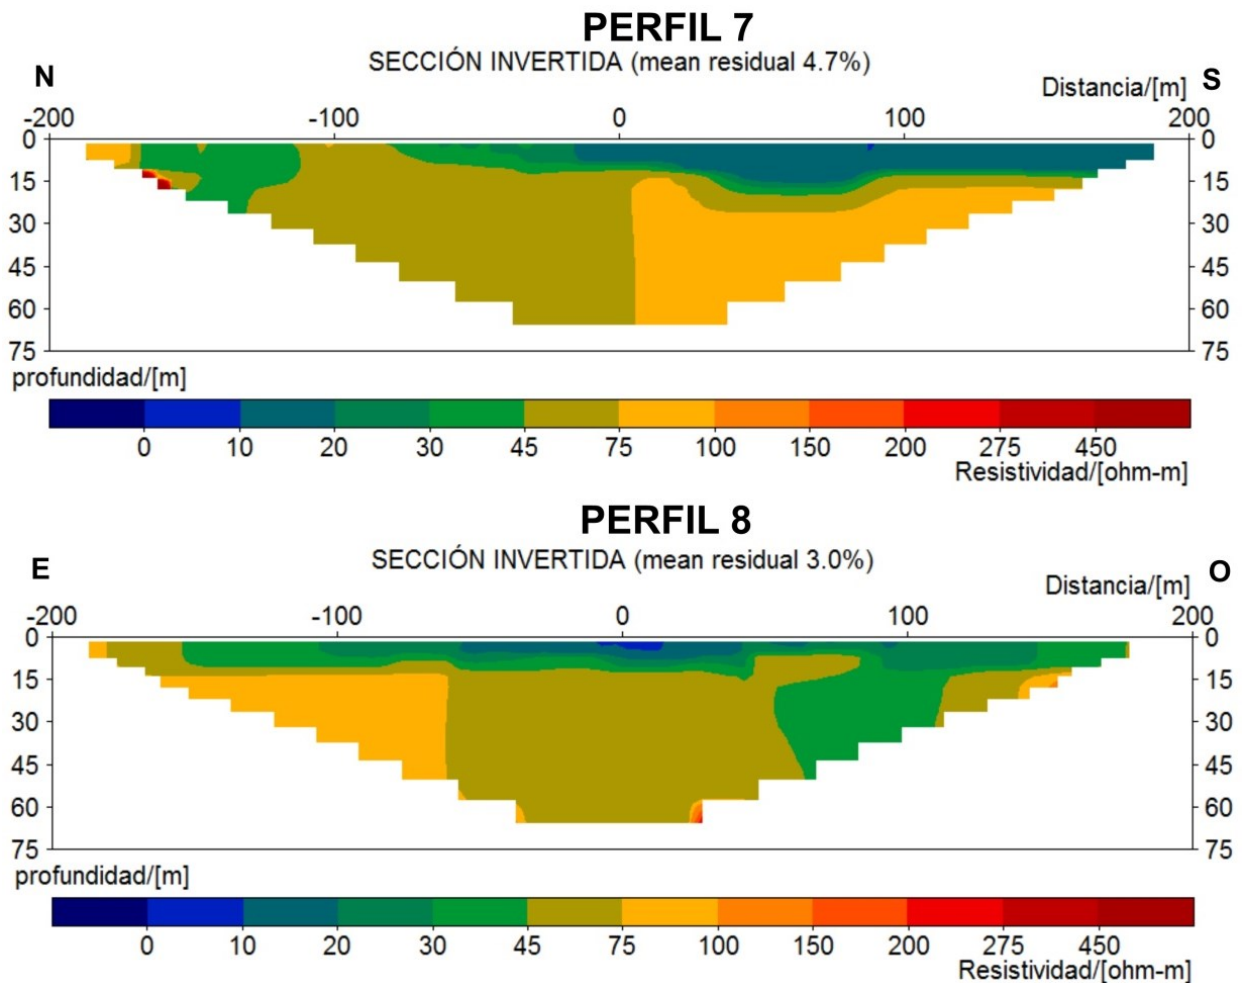 PERFIL 7
SECCIÓN INVERTIDA (mean residual 4.7%)
N
Distancia/[m]
S
-200 -100 0 100 200
0 0
15 15
30 30
45 45
60 60
75 75
profundidad/[m]
0 10 20 30 45 75 100 150 200 275 450
Resistividad/[ohm-m]
PERFIL 8
SECCIÓN INVERTIDA (mean residual 3.0%)
E
O
Distancia/[m]
-200 -100 0 100 200
0 0
15 15
30 30
45 45
60 60
75 75
profundidad/[m]
0 10 20 30 45 75 100 150 200 275 450
Resistividad/[ohm-m]